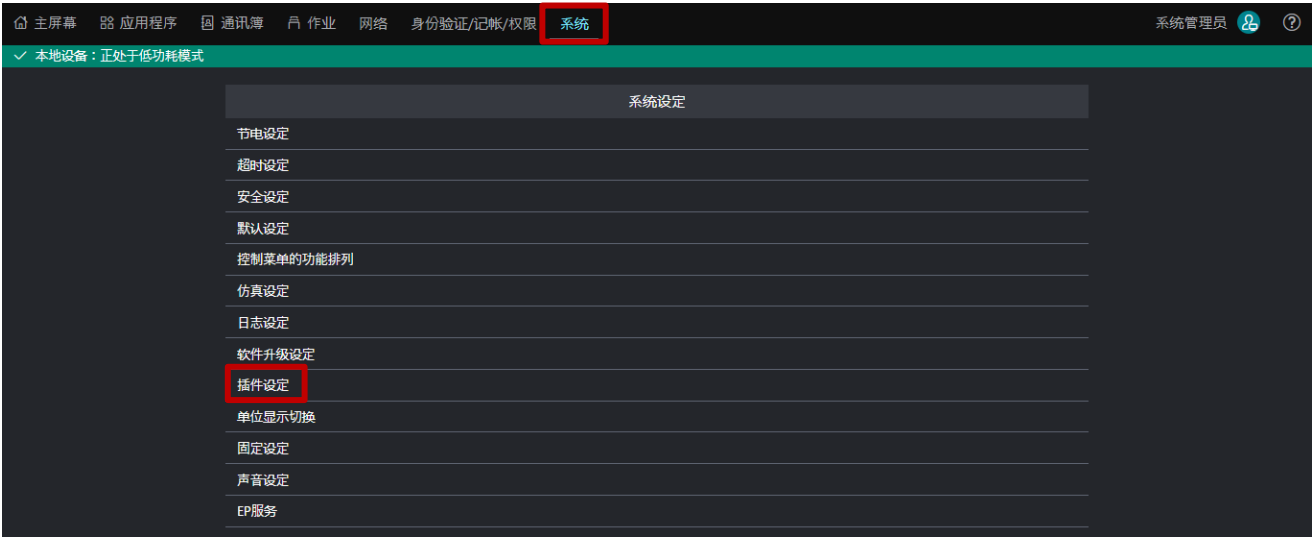 主屏幕 应用程序 通讯簿 作业 网络 身份验证/记帐/权限 系统 系统管理员
本地设备：正处于低功耗模式
系统设定
节电设定
超时设定
安全设定
默认设定
控制菜单的功能排列
仿真设定
日志设定
软件升级设定
插件设定
单位显示切换
固定设定
声音设定
EP服务